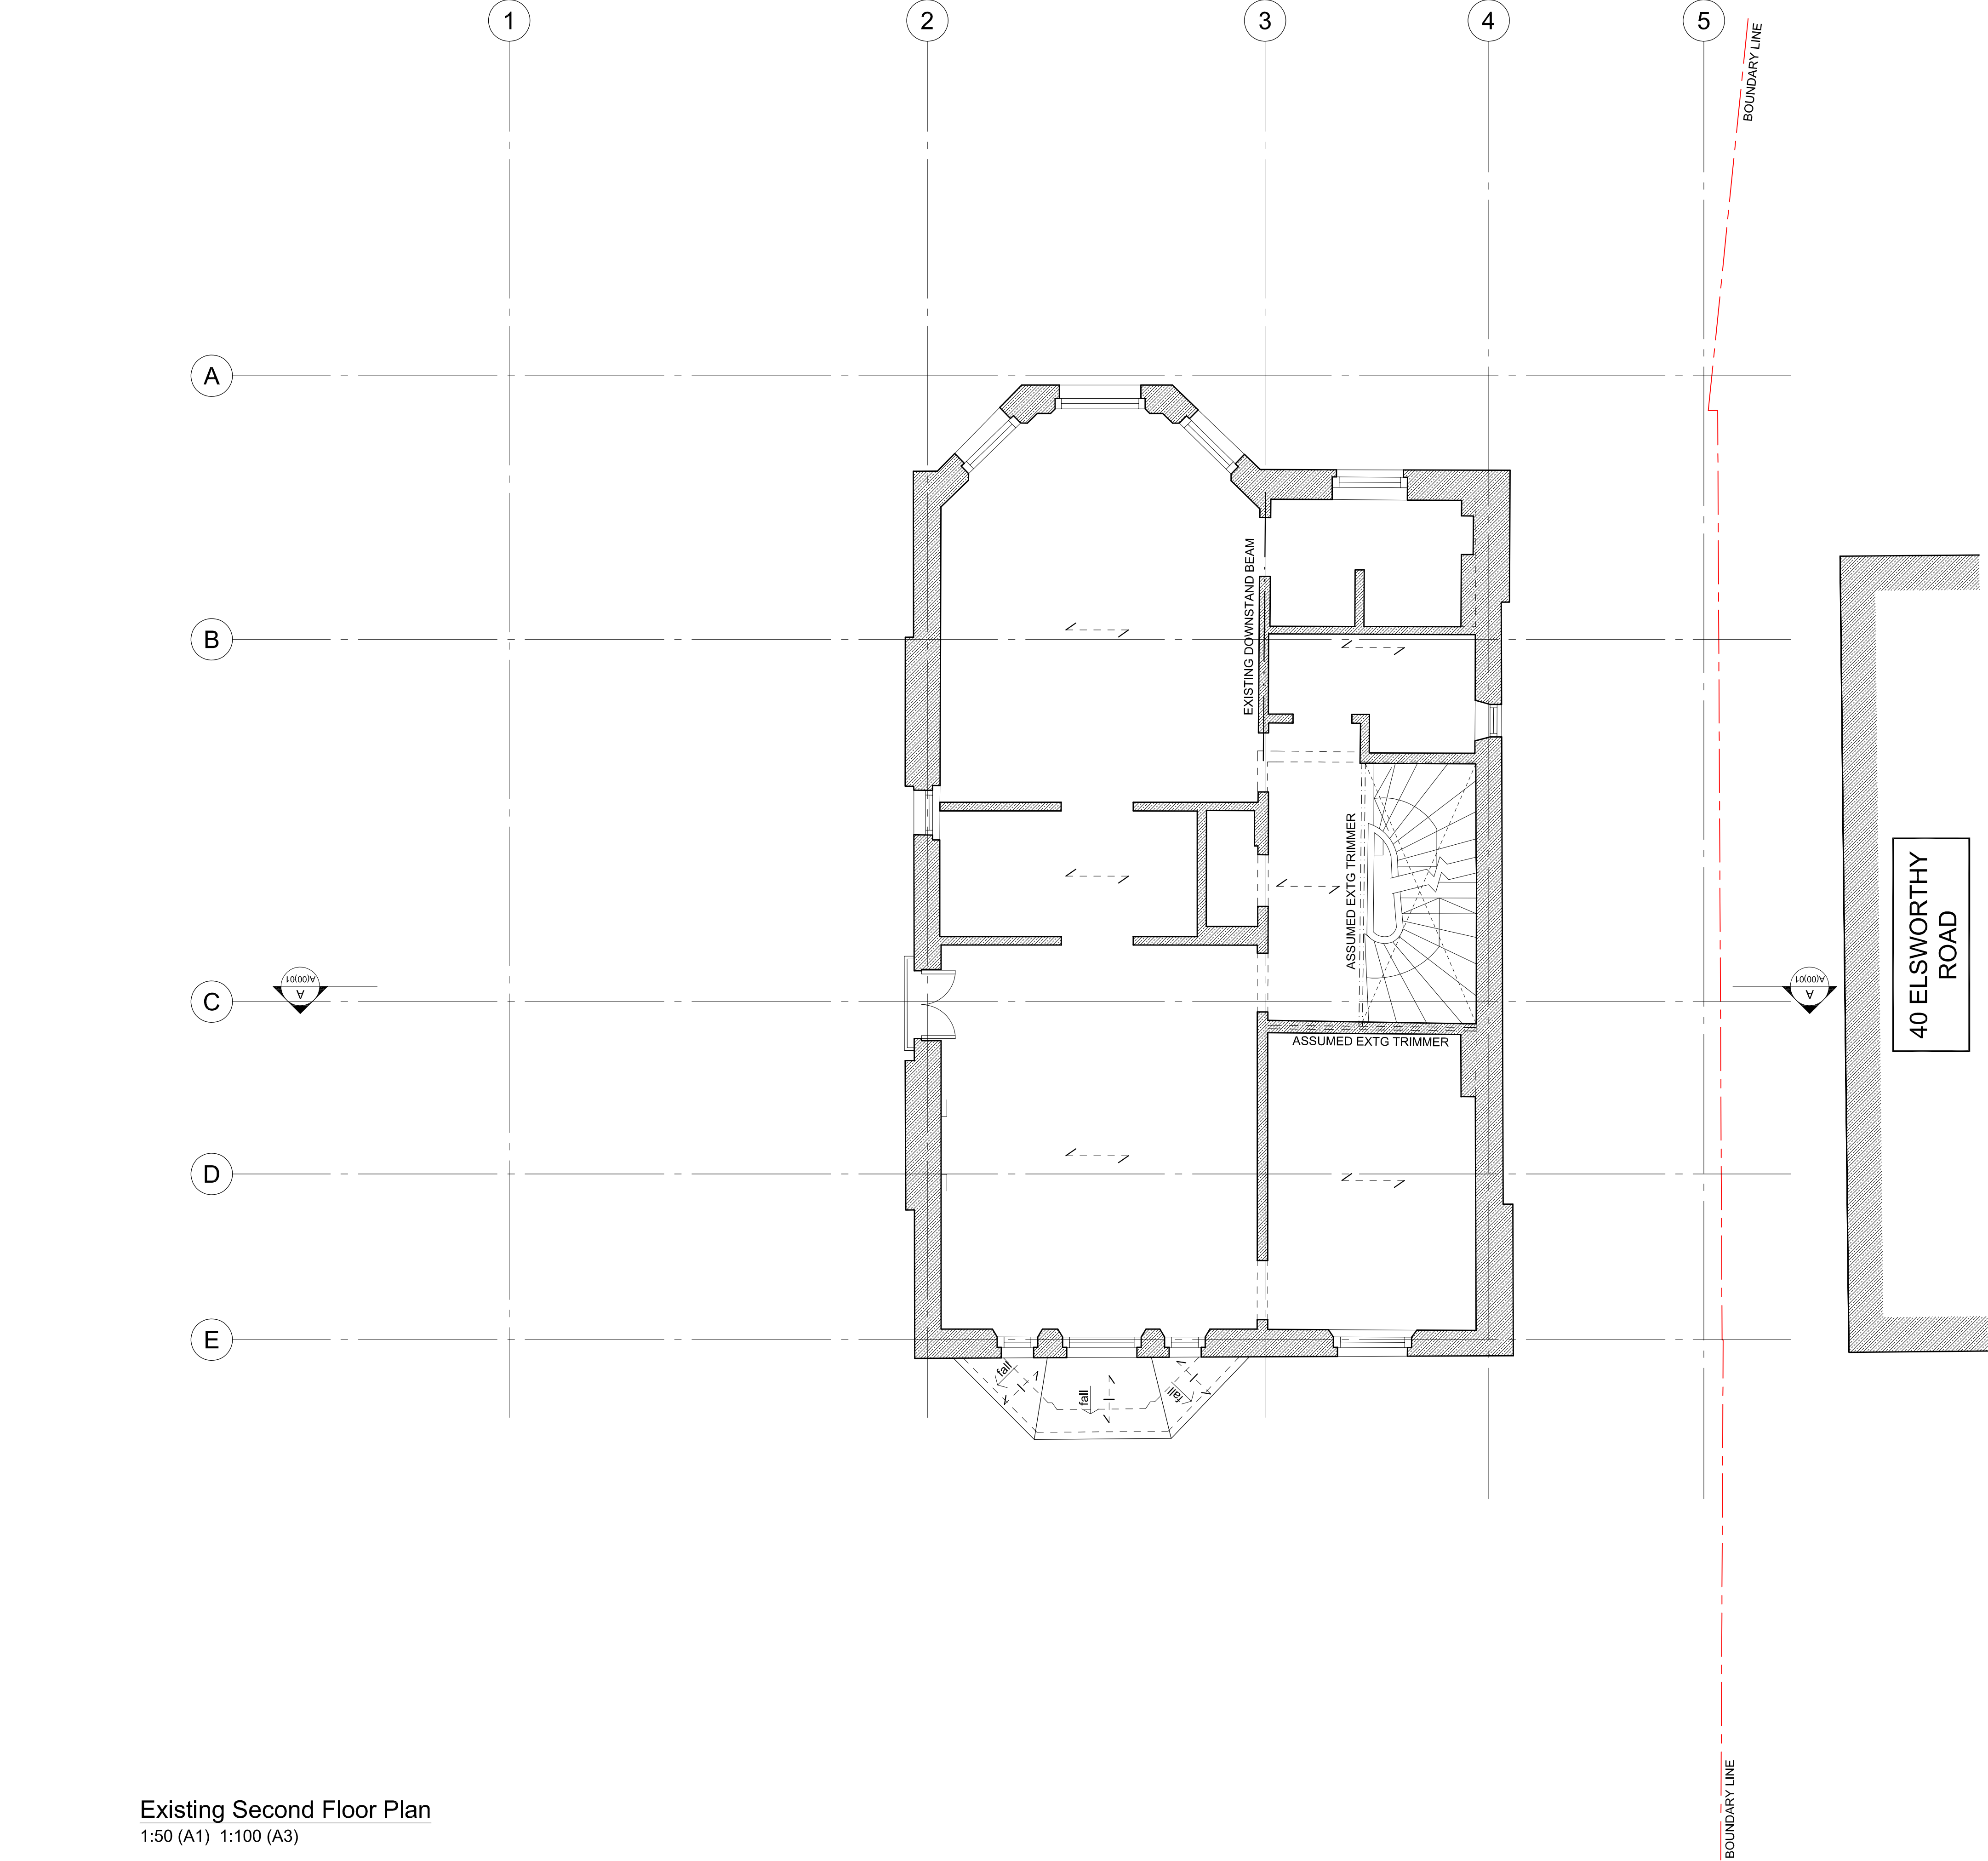 1
2
3
4
5
BOUNDARY LINE
A
B
EXISTING DOWNSTAND BEAM
ASSUMED EXTG TRIMMER
40 ELSWORTHY
ROAD
A(00)01
A
C
A(00)01
A
ASSUMED EXTG TRIMMER
D
E
fall
fall
fall
BOUNDARY LINE
Existing Second Floor Plan
1:50 (A1) 1:100 (A3)